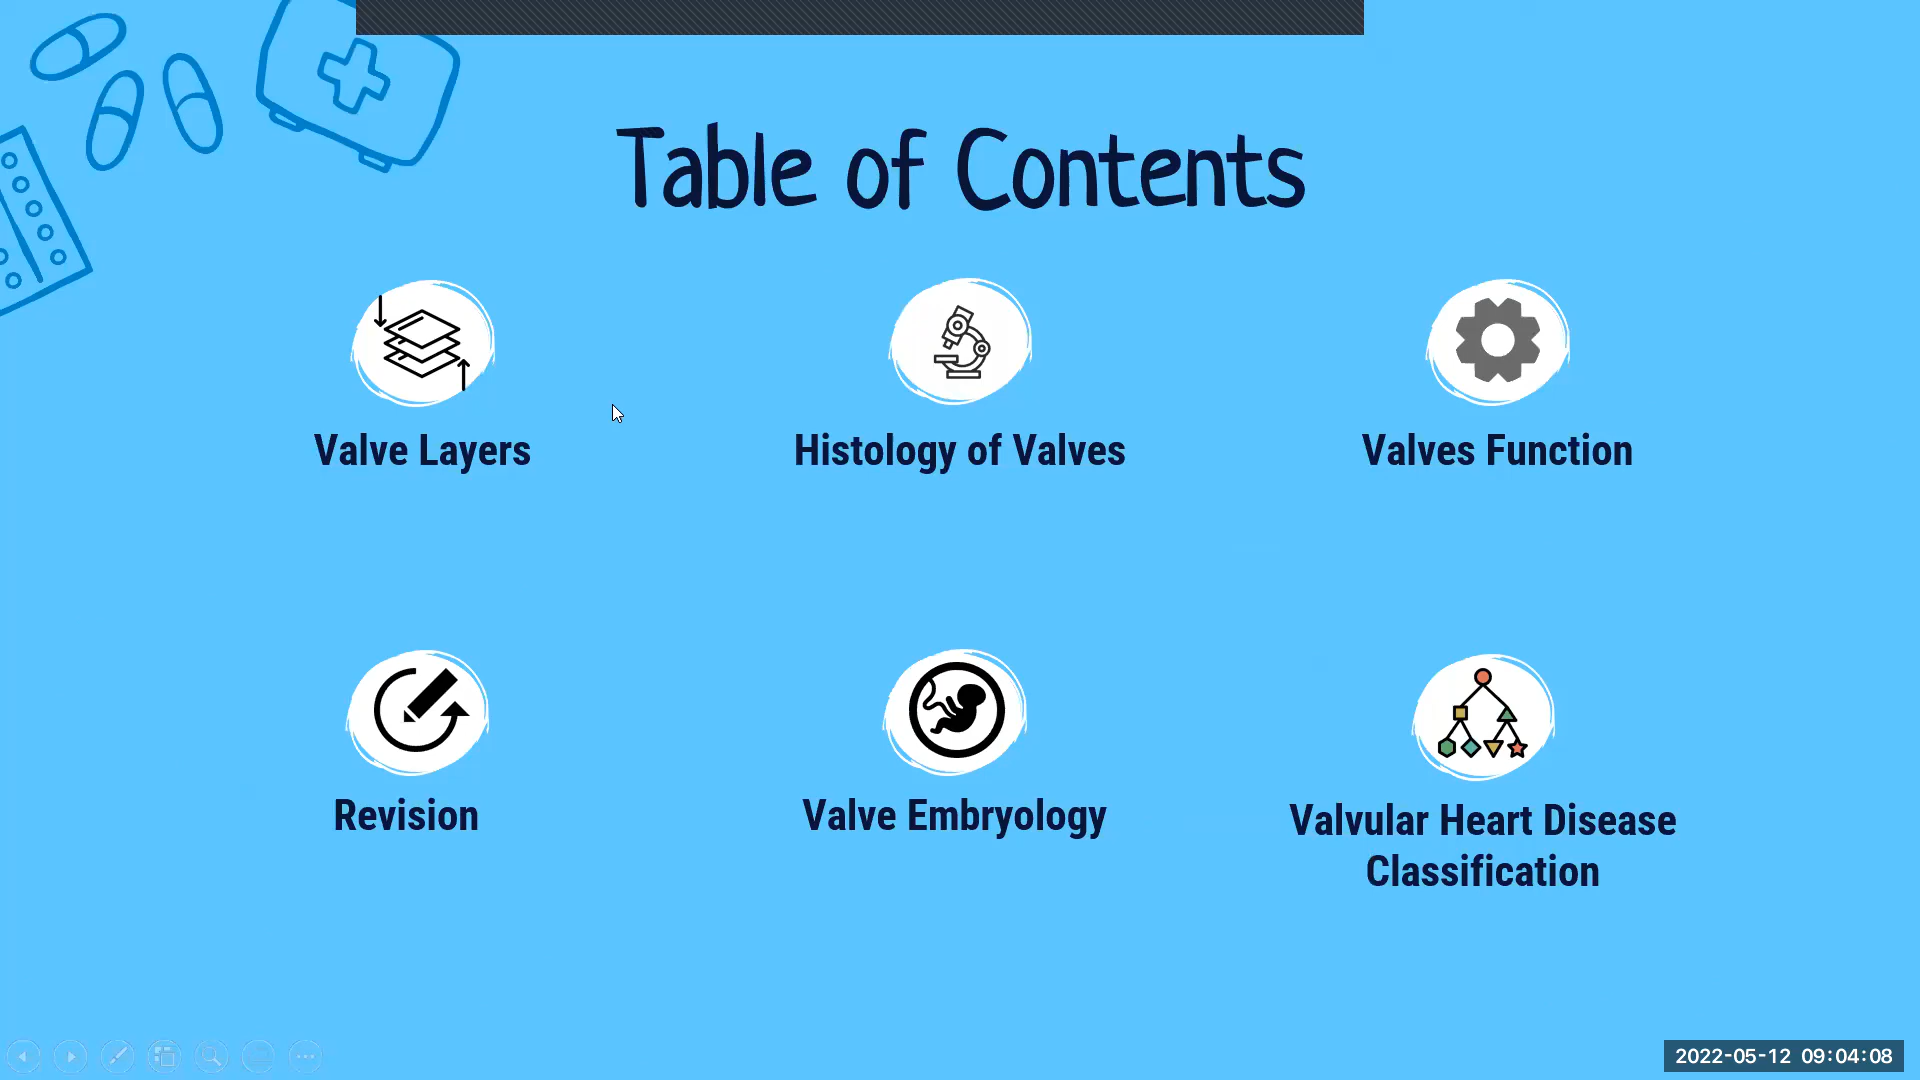 Table of Contents
Valve Layers
Histology of Valves
Valves Function
Revision
Valve Embryology
Valvular Heart Disease
Classification
2022-05-12 09:04:08